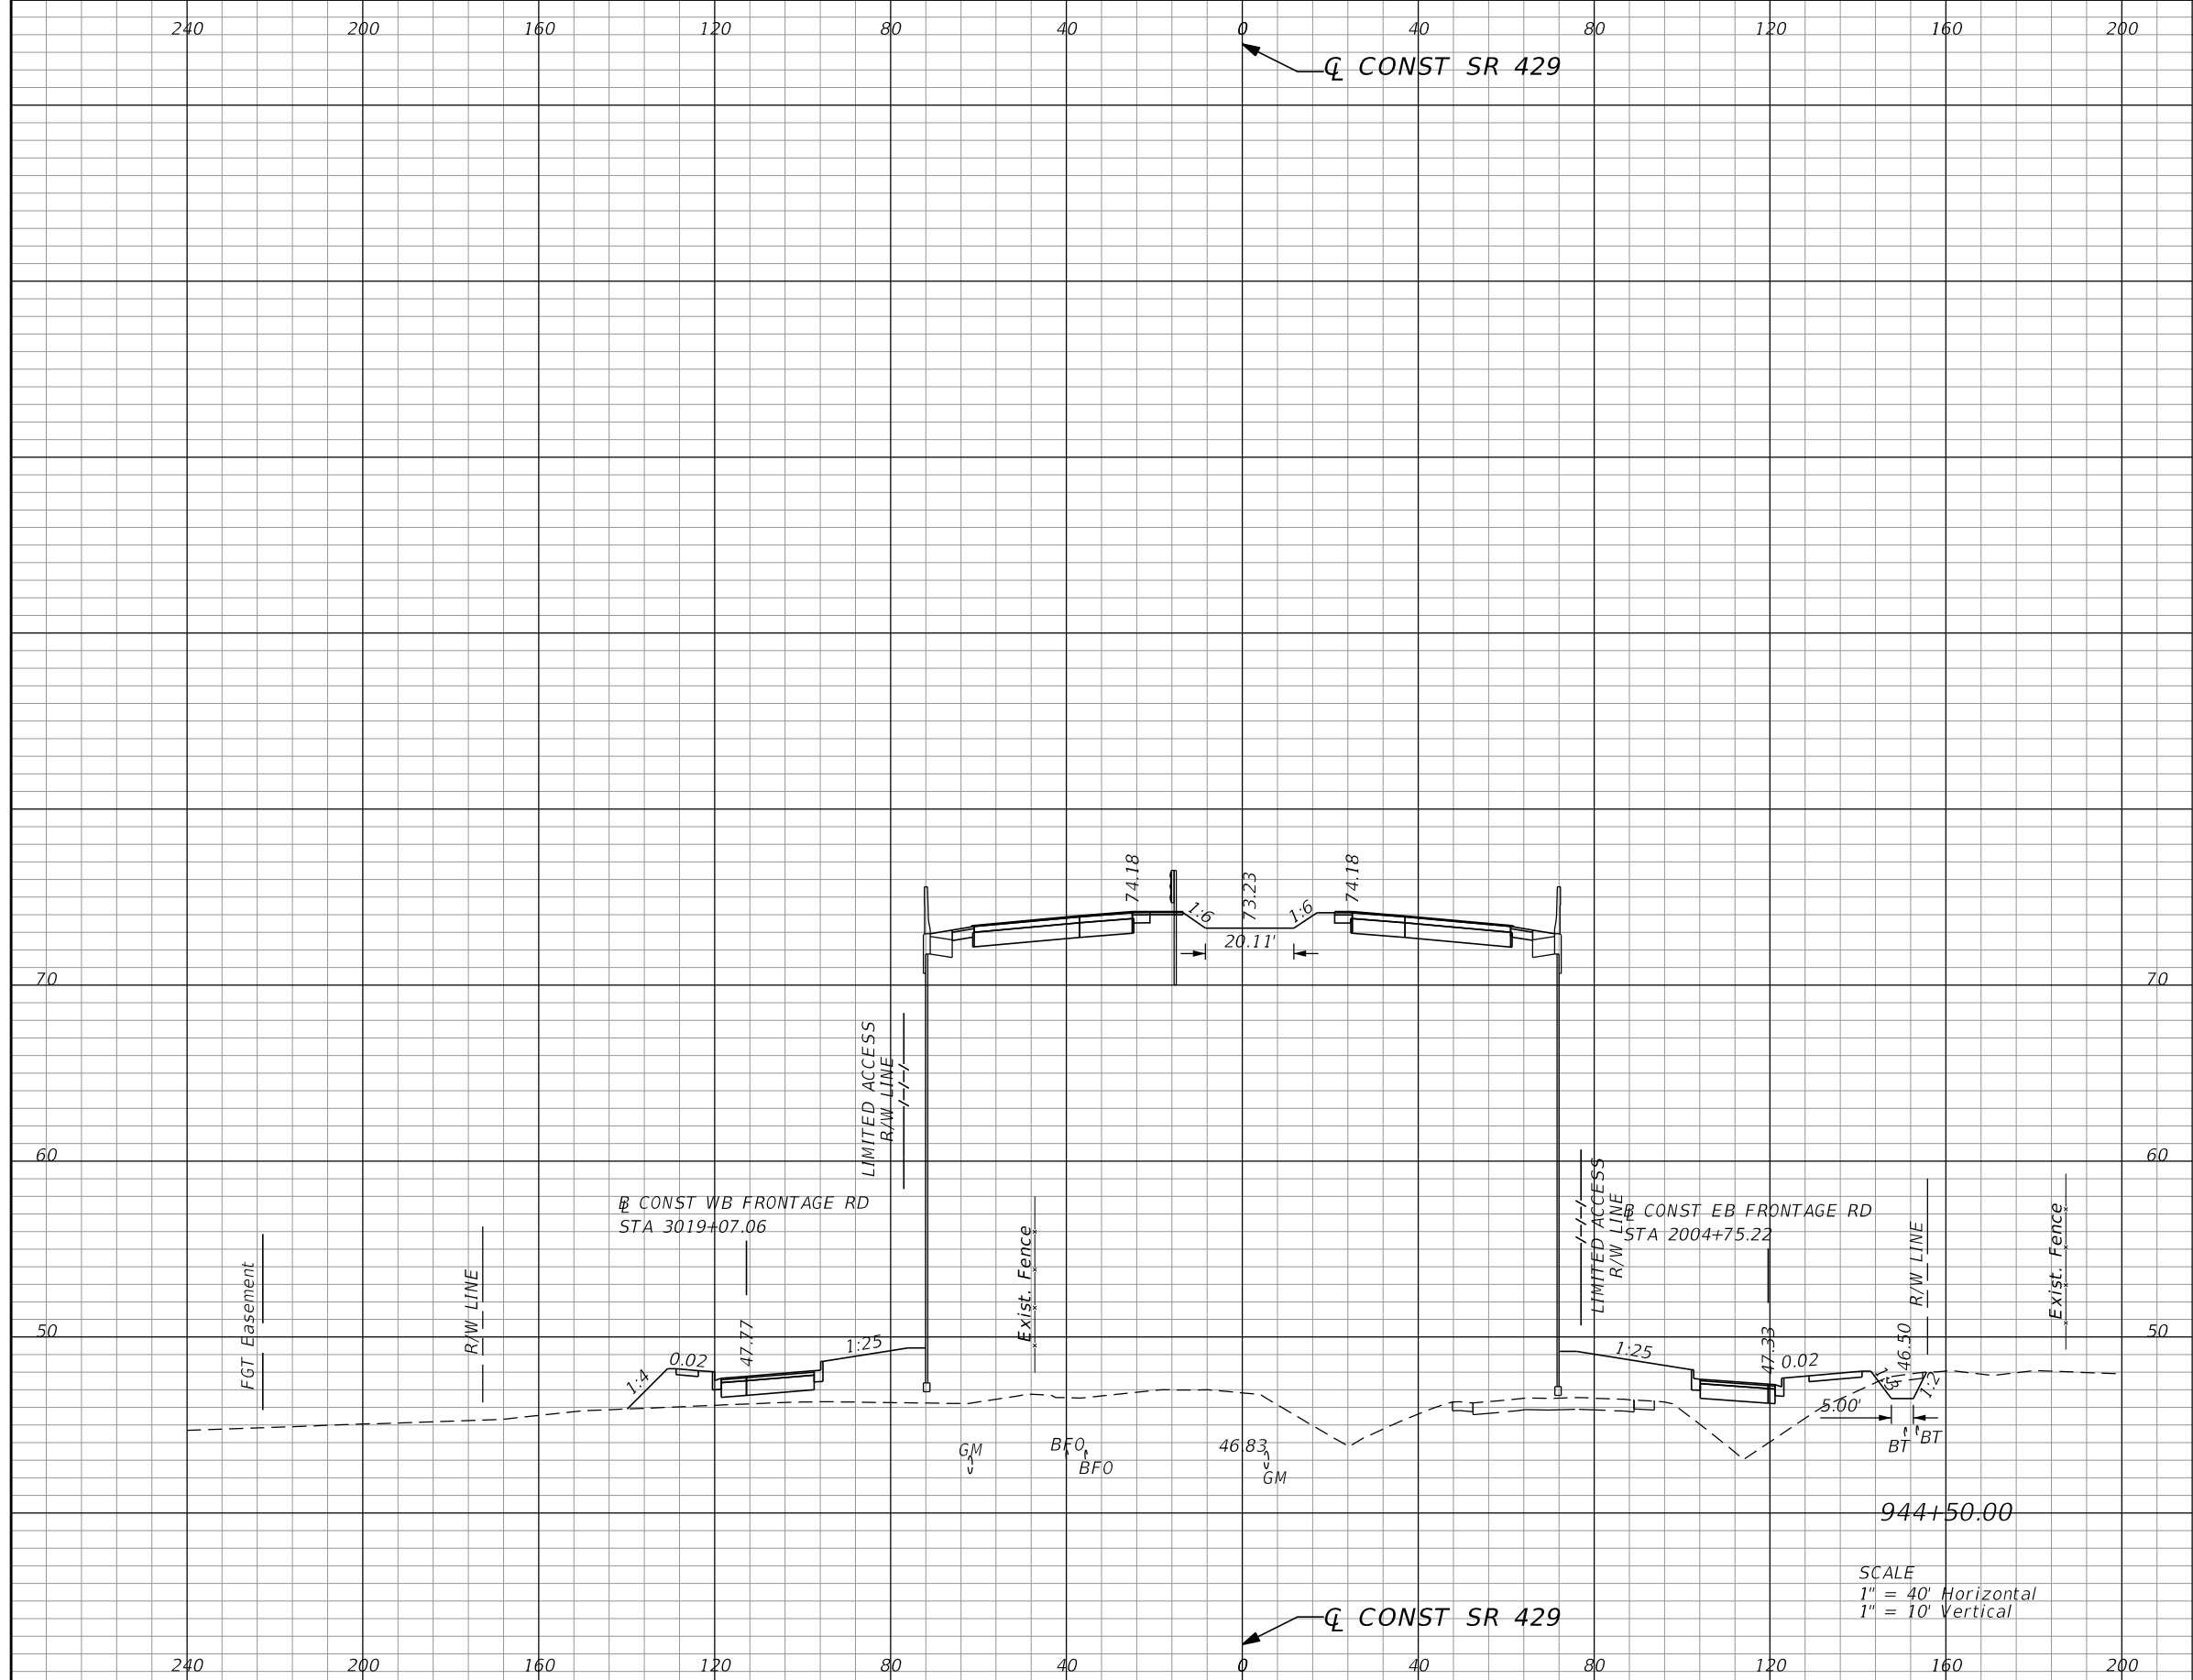 240 200 160 120 80 40 0 40 80 120 160 200
℄ CONST SR 429
74.18
73.23
74.18
1:6
1:6
20.11'
70 70
LIMITED ACCESS
R/W LINE
60 60
LIMITED ACCESS
R/W LINE
B CONST WB FRONTAGE RD
STA 3019+07.06
B CONST EB FRONTAGE RD
STA 2004+75.22
FGT Easement
R/W LINE
Exist. Fence
R/W LINE
Exist. Fence
50 50
1:4
0.02
47.77
1:25
1:25
47.33
0.02
1:3
46.50
1:2
5.00'
GM
BFO
BFO
46.83
GM
BT
BT
944+50.00
SCALE
1" = 40' Horizontal
1" = 10' Vertical
℄ CONST SR 429
240 200 160 120 80 40 0 40 80 120 160 200